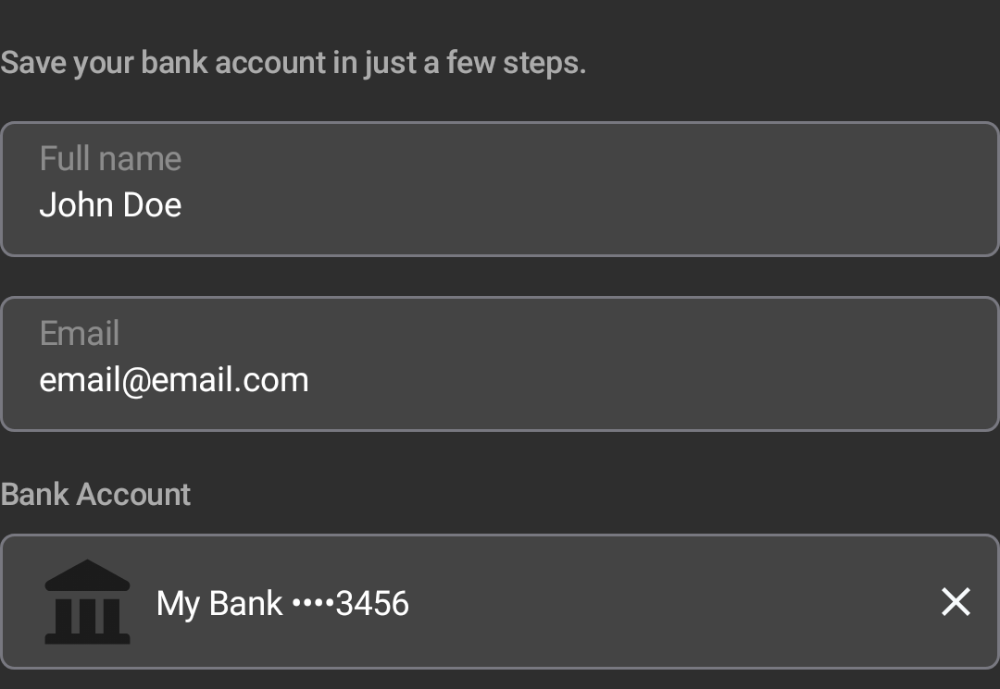 Save your bank account in just a few steps.
Full name
John Doe
Email
email@email.com
Bank Account
My Bank ••••3456